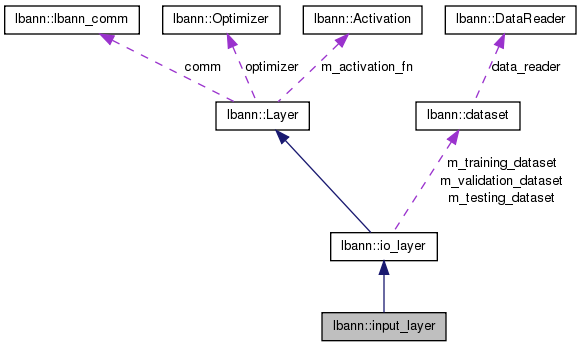 lbann::lbann_comm
lbann::Optimizer
lbann::Activation
lbann::DataReader
comm
optimizer
m_activation_fn
data_reader
lbann::Layer
lbann::dataset
m_training_dataset
m_validation_dataset
m_testing_dataset
lbann::io_layer
lbann::input_layer